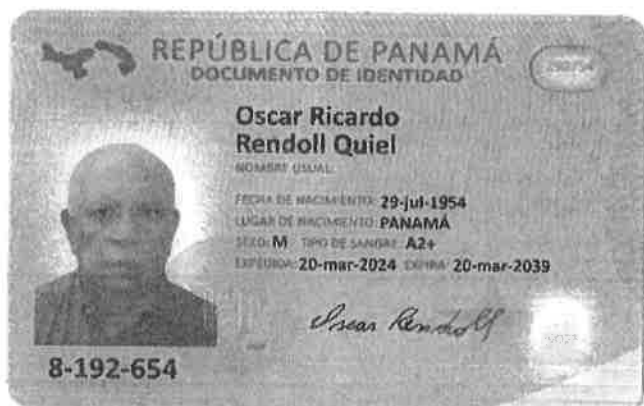 REPÚBLICA DE PANAMÁ
DOCUMENTO DE IDENTIDAD
290754
Oscar Ricardo
Rendoll Quiel
NOMBRE USUAL:
FECHA DE NACIMIENTO: 29-jul-1954
LUGAR DE NACIMIENTO: PANAMÁ
SEXO: M TIPO DE SANGRE: A2+
EXPEDIDA: 20-mar-2024 EXPIRA: 20-mar-2039
Oscar Rendoll
8-192-654